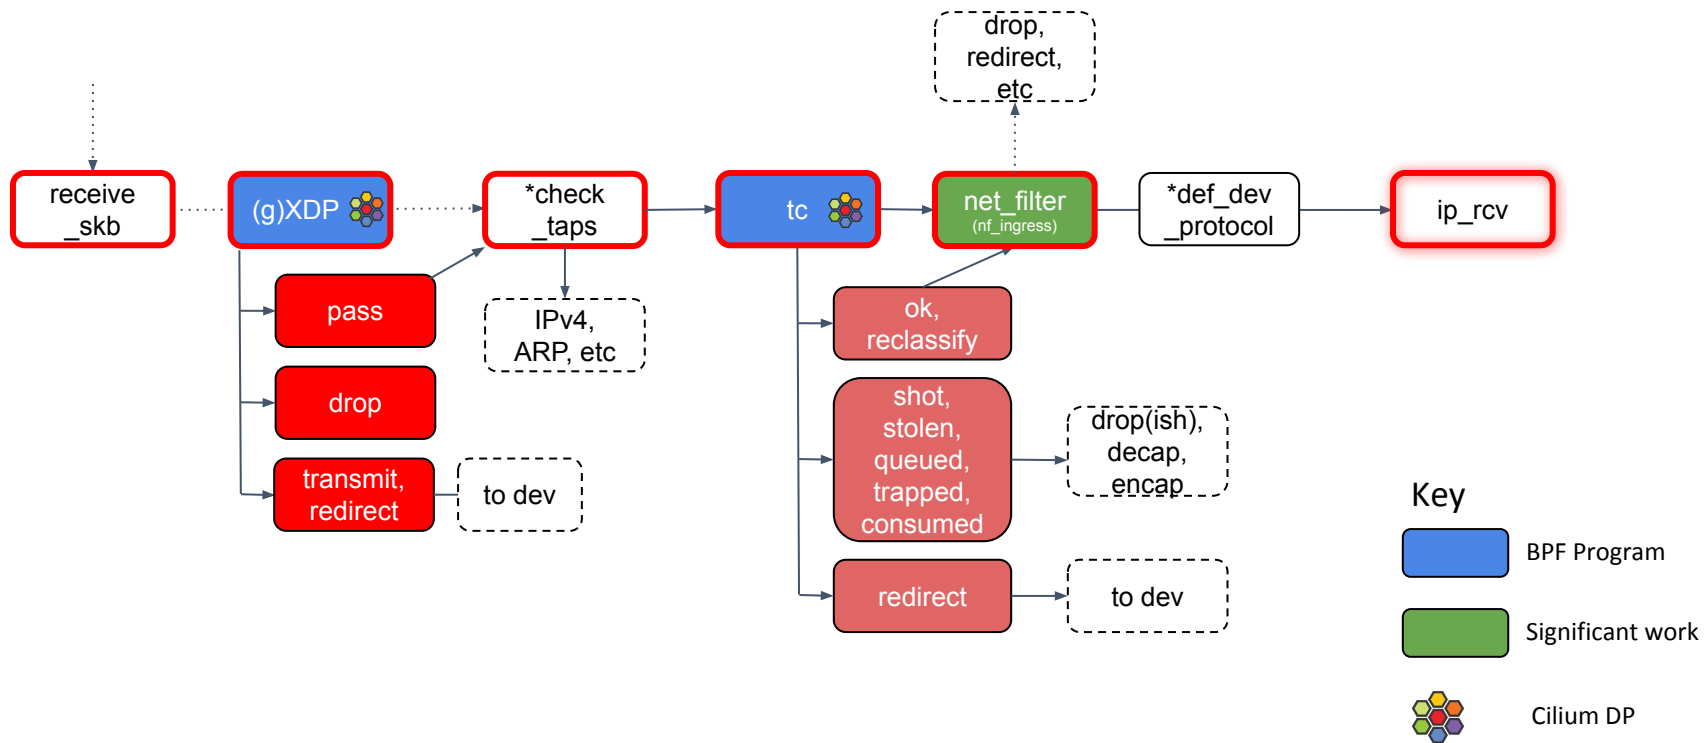 drop,
redirect,
etc
receive
_skb
(g)XDP
*check
_taps
tc
net_filter
(nf_ingress)
*def_dev
_protocol
ip_rcv
pass
IPv4,
ARP, etc
drop
transmit,
redirect
to dev
ok,
reclassify
shot,
stolen,
queued,
trapped,
consumed
drop(ish),
decap,
encap
redirect
to dev
Key
BPF Program
Significant work
Cilium DP